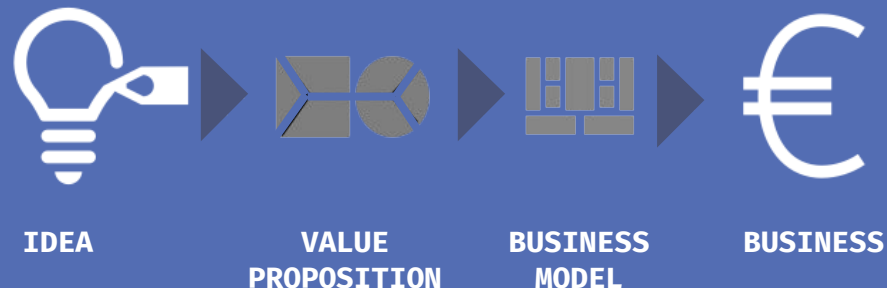 IDEA
VALUE
PROPOSITION
BUSINESS
MODEL
BUSINESS